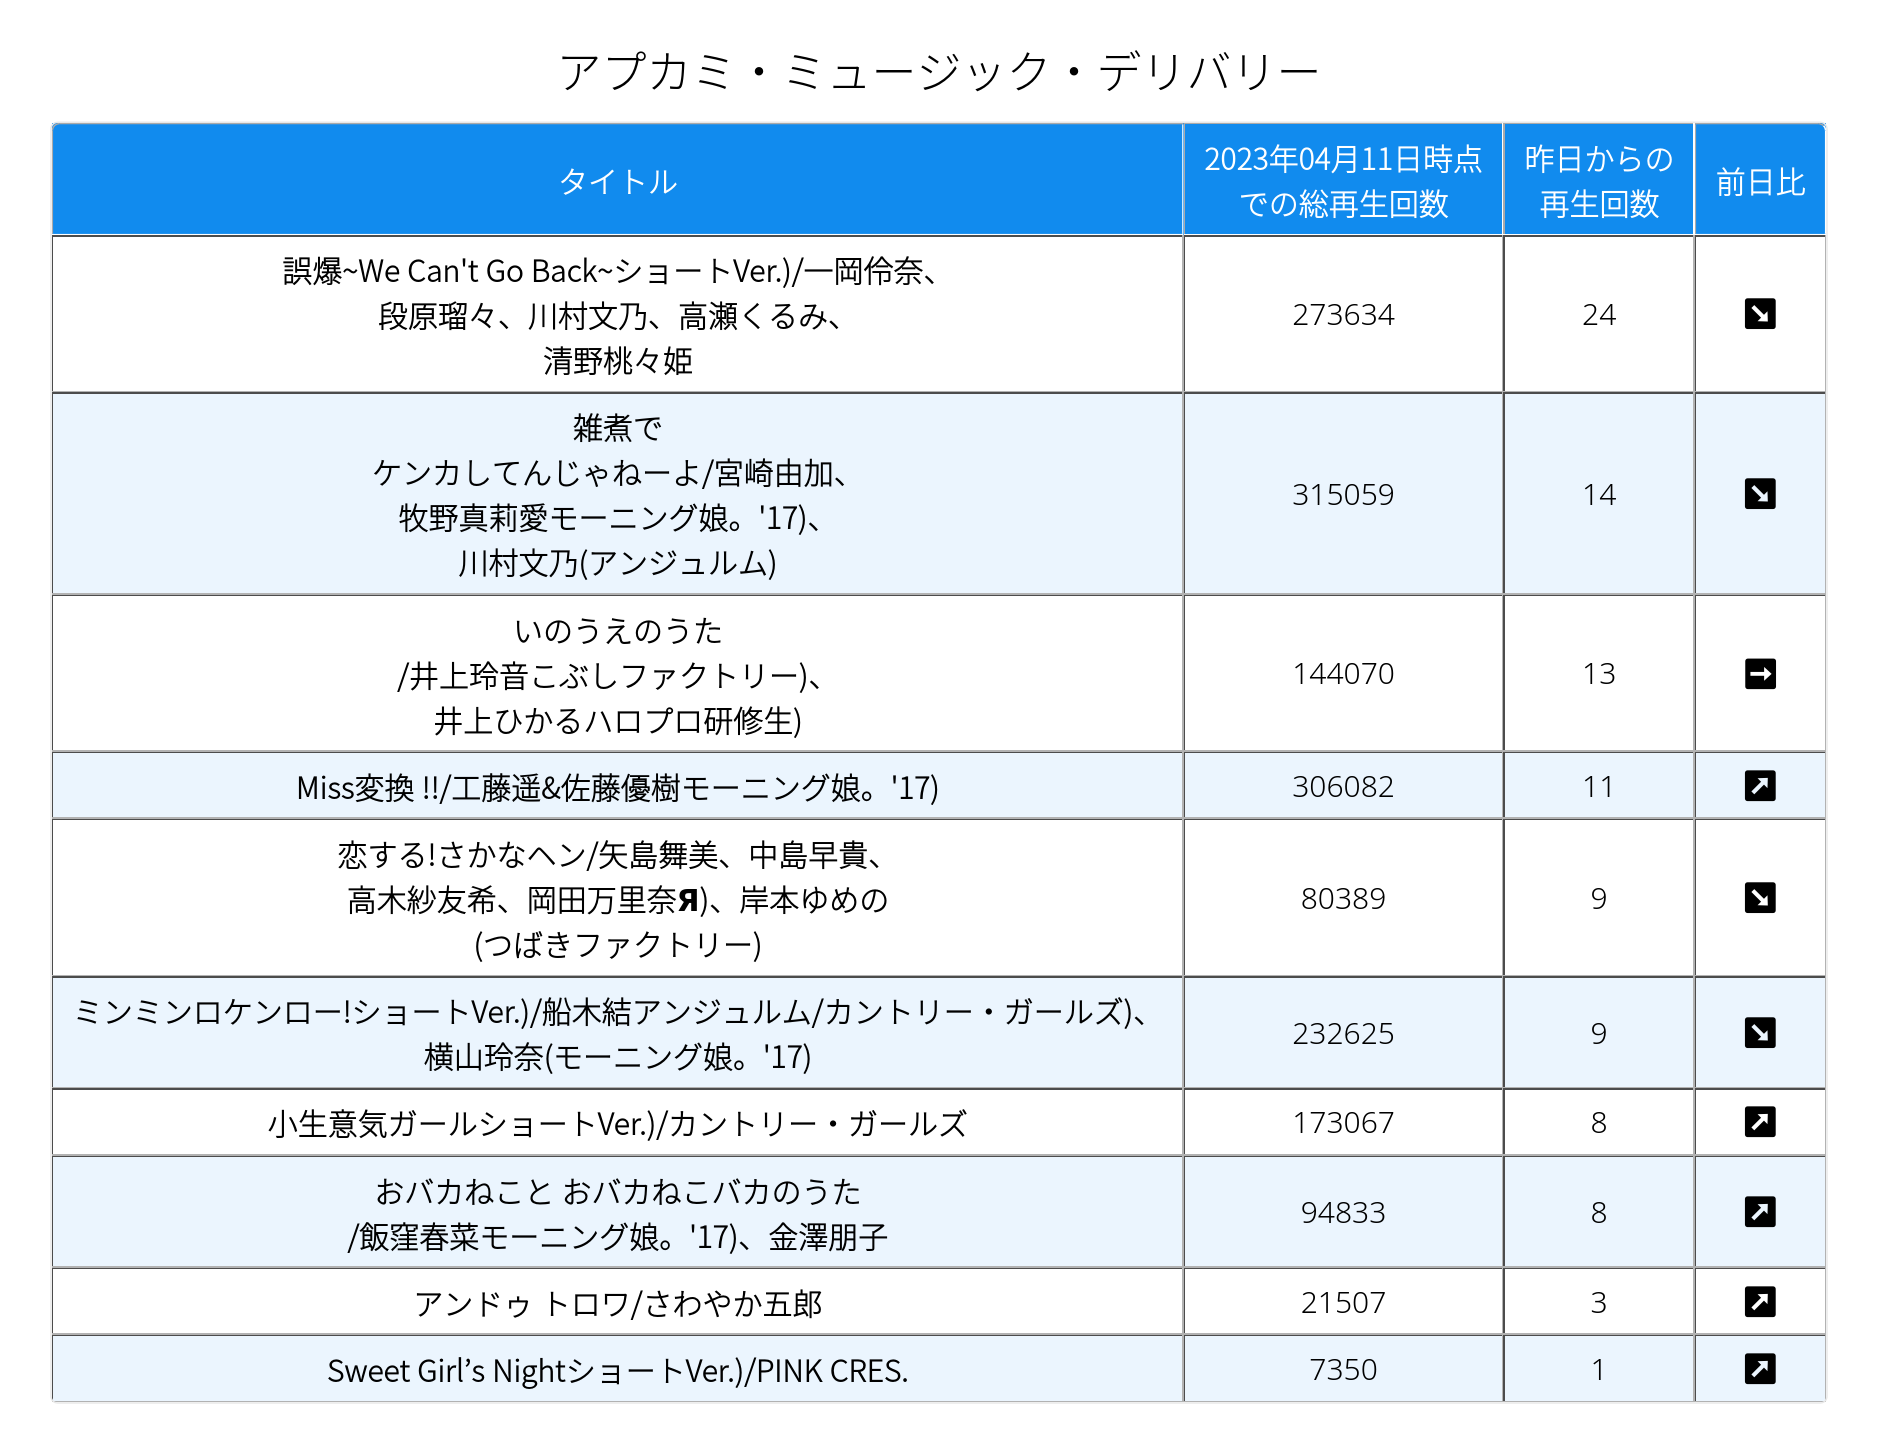 アプカミ・ミュージック・デリバリー
タイトル
2023年04月11日時点
での総再生回数
昨日からの
再生回数
前日比
誤爆~We Can't Go Back~ショートVer.)/一岡伶奈、
段原瑠々、川村文乃、高瀬くるみ、
清野桃々姫
273634
24
雑煮で
ケンカしてんじゃねーよ/宮崎由加、
牧野真莉愛モーニング娘。'17)、
川村文乃(アンジュルム)
315059
14
いのうえのうた
/井上玲音こぶしファクトリー)、
井上ひかるハロプロ研修生)
144070
13
Miss変換 !!/工藤遥&佐藤優樹モーニング娘。'17)
306082
11
恋する!さかなヘン/矢島舞美、中島早貴、
高木紗友希、岡田万里奈Я)、岸本ゆめの
(つばきファクトリー)
80389
9
ミンミンロケンロー!ショートVer.)/船木結アンジュルム/カントリー・ガールズ)、
横山玲奈(モーニング娘。'17)
232625
9
小生意気ガールショートVer.)/カントリー・ガールズ
173067
8
おバカねこと おバカねこバカのうた
/飯窪春菜モーニング娘。'17)、金澤朋子
94833
8
アンドゥ トロワ/さわやか五郎
21507
3
Sweet Girl’s NightショートVer.)/PINK CRES.
7350
1